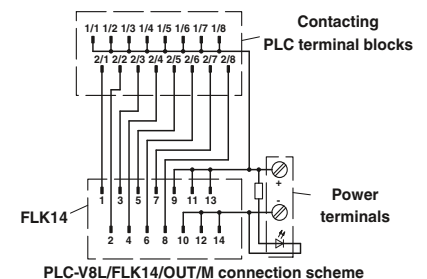 1/1 1/2 1/3 1/4 1/5 1/6 1/7 1/8
Contacting
PLC terminal blocks
2/1 2/2 2/3 2/4 2/5 2/6 2/7 2/8
1 3 5 7 9 11 13
+
-
Power
terminals
FLK14
2 4 6 8 10 12 14
PLC-V8L/FLK14/OUT/M connection scheme